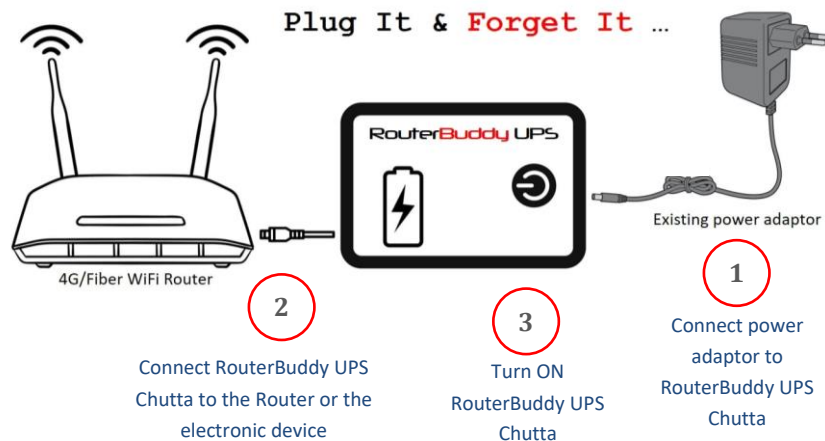 Plug It & Forget It ...
RouterBuddy UPS
Existing power adaptor
4G/Fiber WiFi Router
1
Connect power
adaptor to
RouterBuddy UPS
Chutta
2
Connect RouterBuddy UPS
Chutta to the Router or the
electronic device
3
Turn ON
RouterBuddy UPS
Chutta